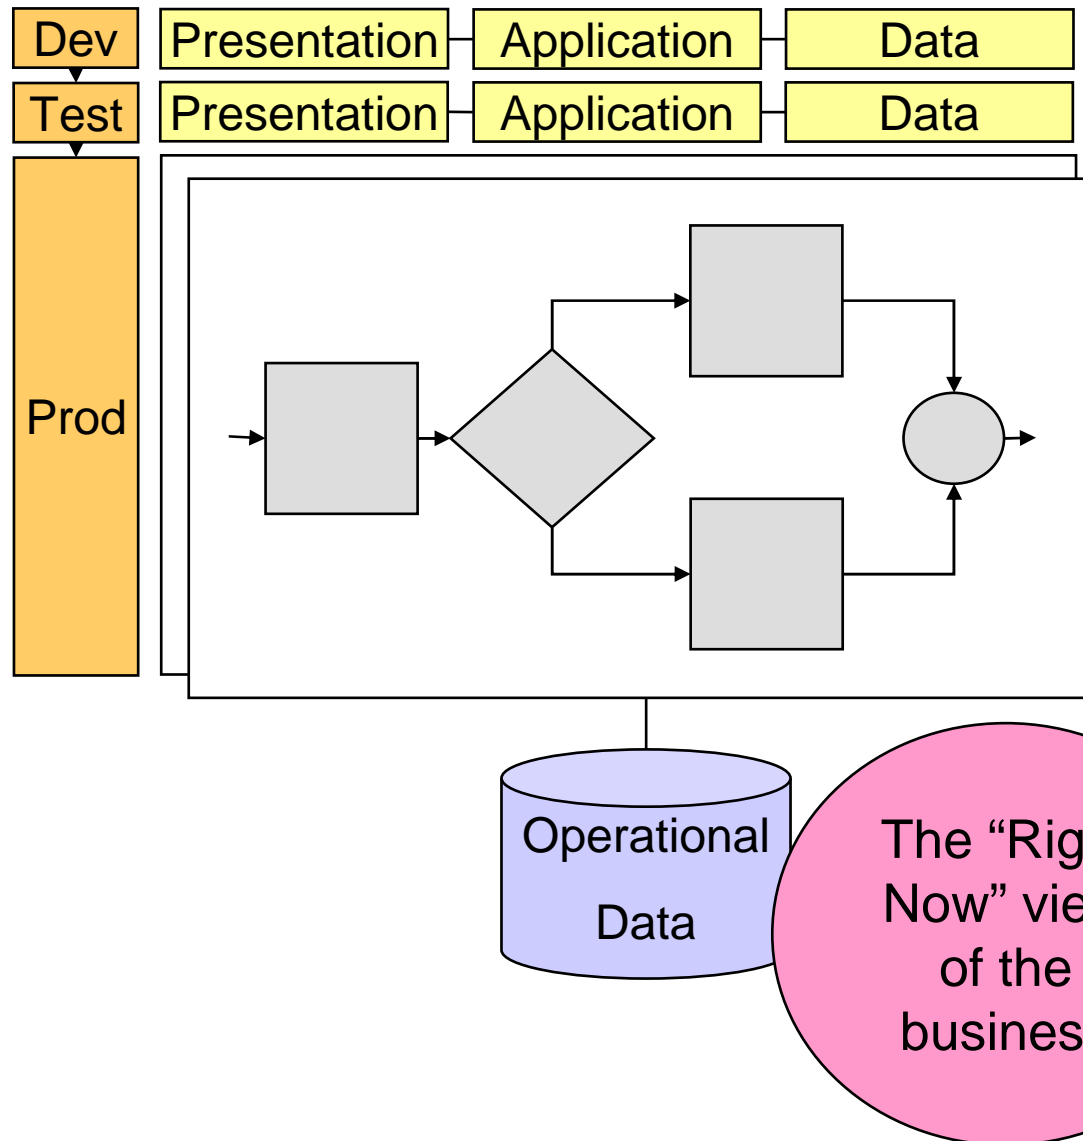 Dev
Presentation
Application
Data
Test
Presentation
Application
Data
Prod
Operational
Data
The “Rig
Now” vie
of the
busines